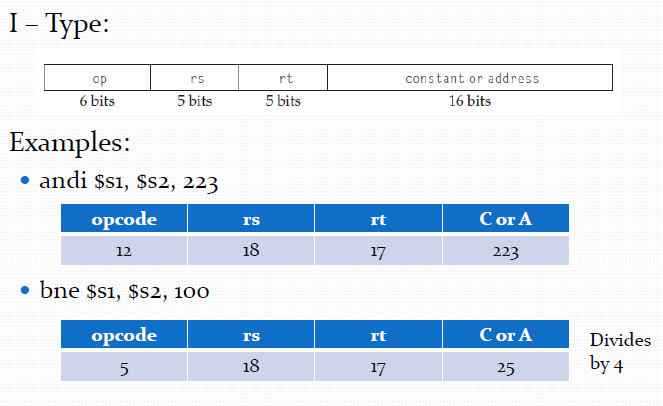 I – Type:
op rs rt constant or address
6 bits 5 bits 5 bits 16 bits
Examples:
• andi $s1, $s2, 223
opcode rs rt C or A
12 18 17 223
• bne $s1, $s2, 100
opcode rs rt C or A
5 18 17 25
Divides
by 4